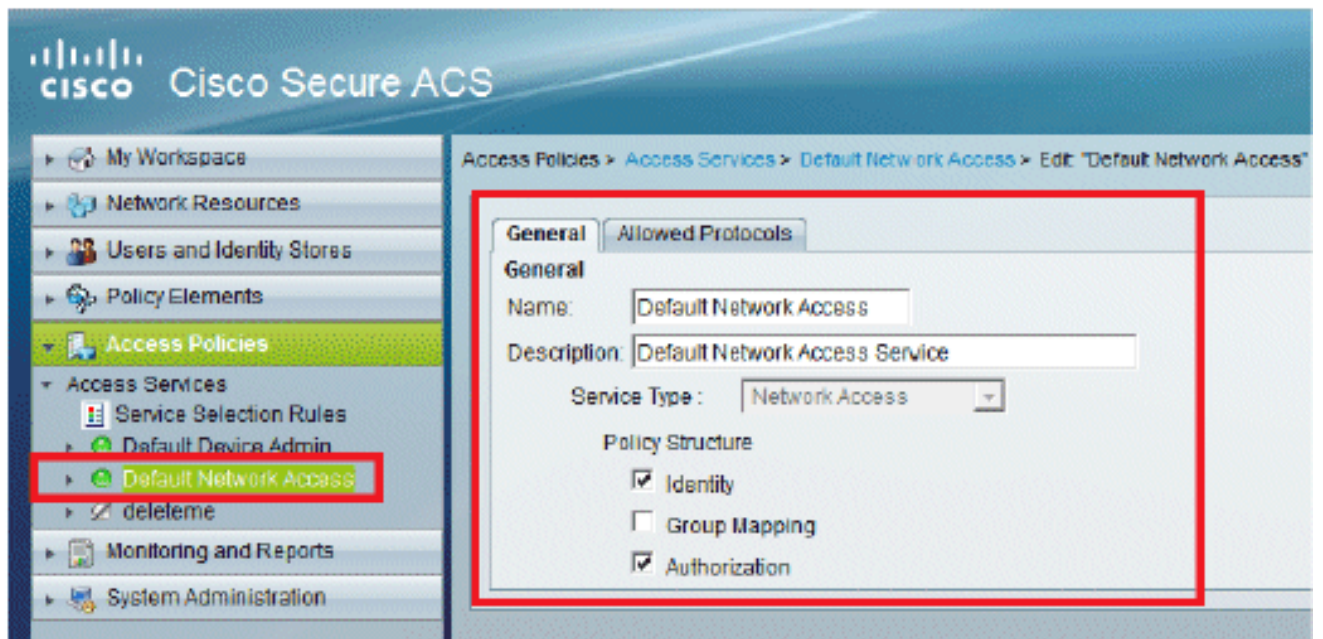 CISCO Cisco Secure ACS
My Workspace
Network Resources
Users and Identity Stores
Policy Elements
Access Policies
Access Services
Service Selection Rules
Default Device Admin
Default Network Access
deleteme
Monitoring and Reports
System Administration
Access Policies > Access Services > Default Network Access > Edit: "Default Network Access"
General Allowed Protocols
General
Name: Default Network Access
Description: Default Network Access Service
Service Type : Network Access
Policy Structure
Identity
Group Mapping
Authorization